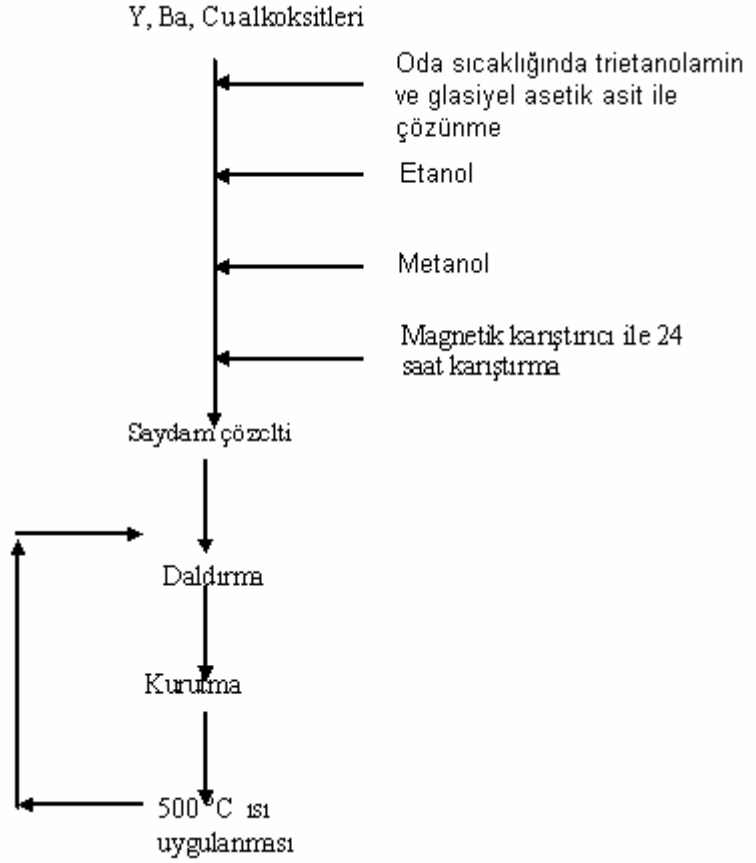 Y, Ba, Cualkoksitleri
Oda sıcaklığında trietanolamin
ve glasiyel asetik asit ile
çözünme
Etanol
Metanol
Magnetik karıştırıcı ile 24
saat karıştırma
Saydam çözelti
Daldırma
Kurutma
500 °C ısı
uygulanması